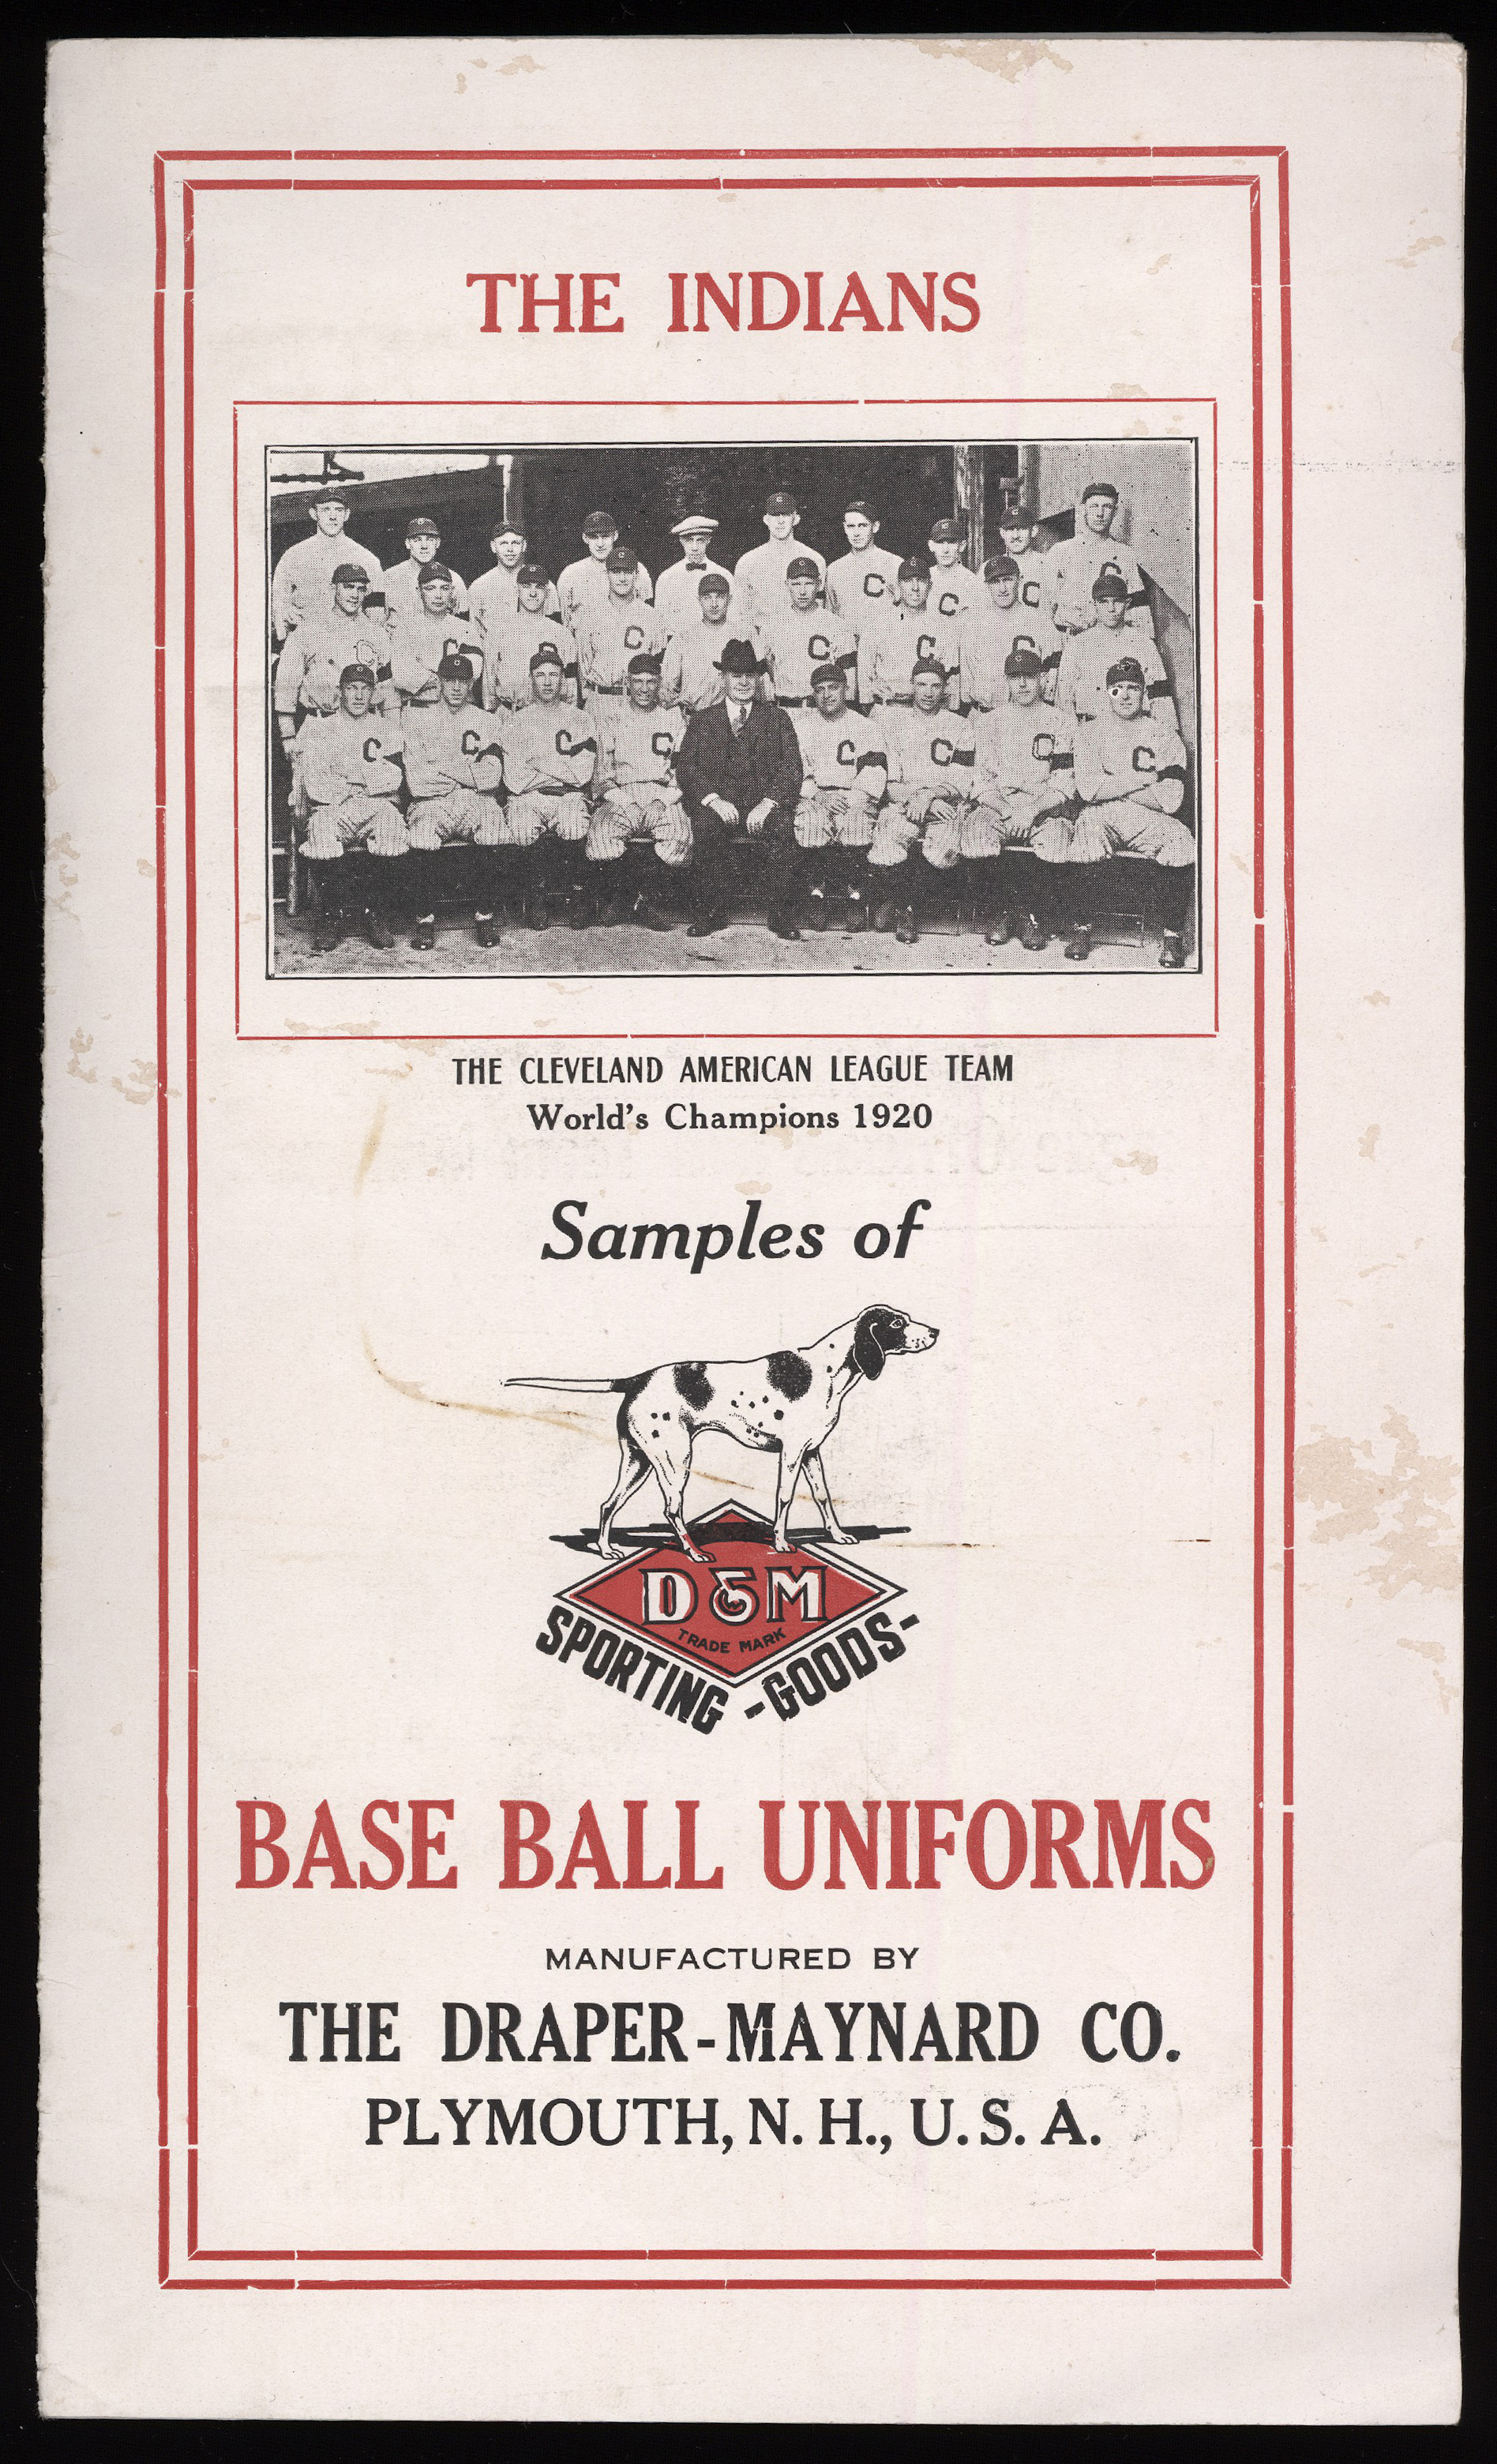 THE INDIANS
THE CLEVELAND AMERICAN LEAGUE TEAM
World's Champions 1920
Samples of
D&M
TRADE MARK
SPORTING -GOODS-
BASE BALL UNIFORMS
MANUFACTURED BY
THE DRAPER-MAYNARD CO.
PLYMOUTH, N. H., U. S. A.